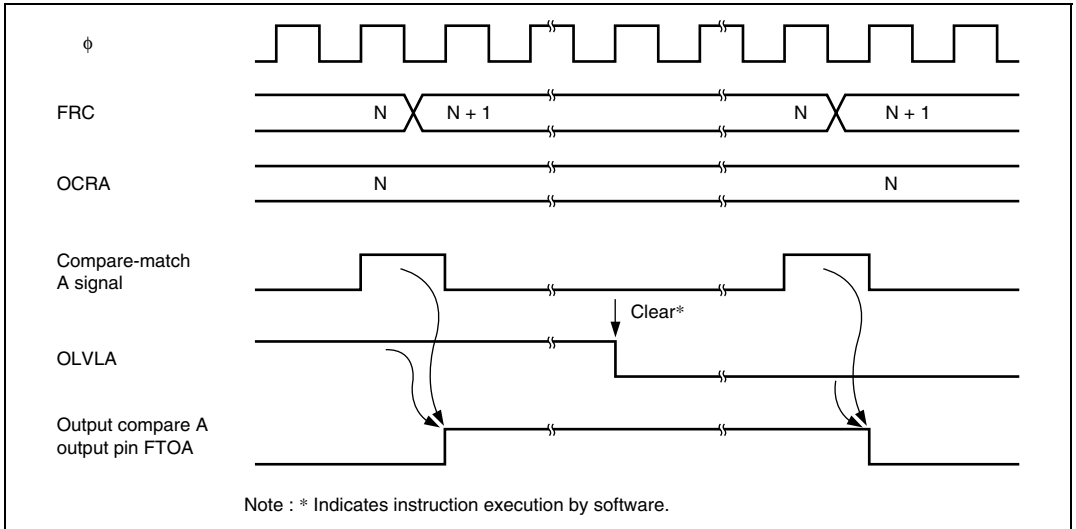 ϕ
FRC N N + 1 N N + 1
OCRA N N
Compare-match
A signal
Clear*
OLVLA
Output compare A
output pin FTOA
Note : * Indicates instruction execution by software.